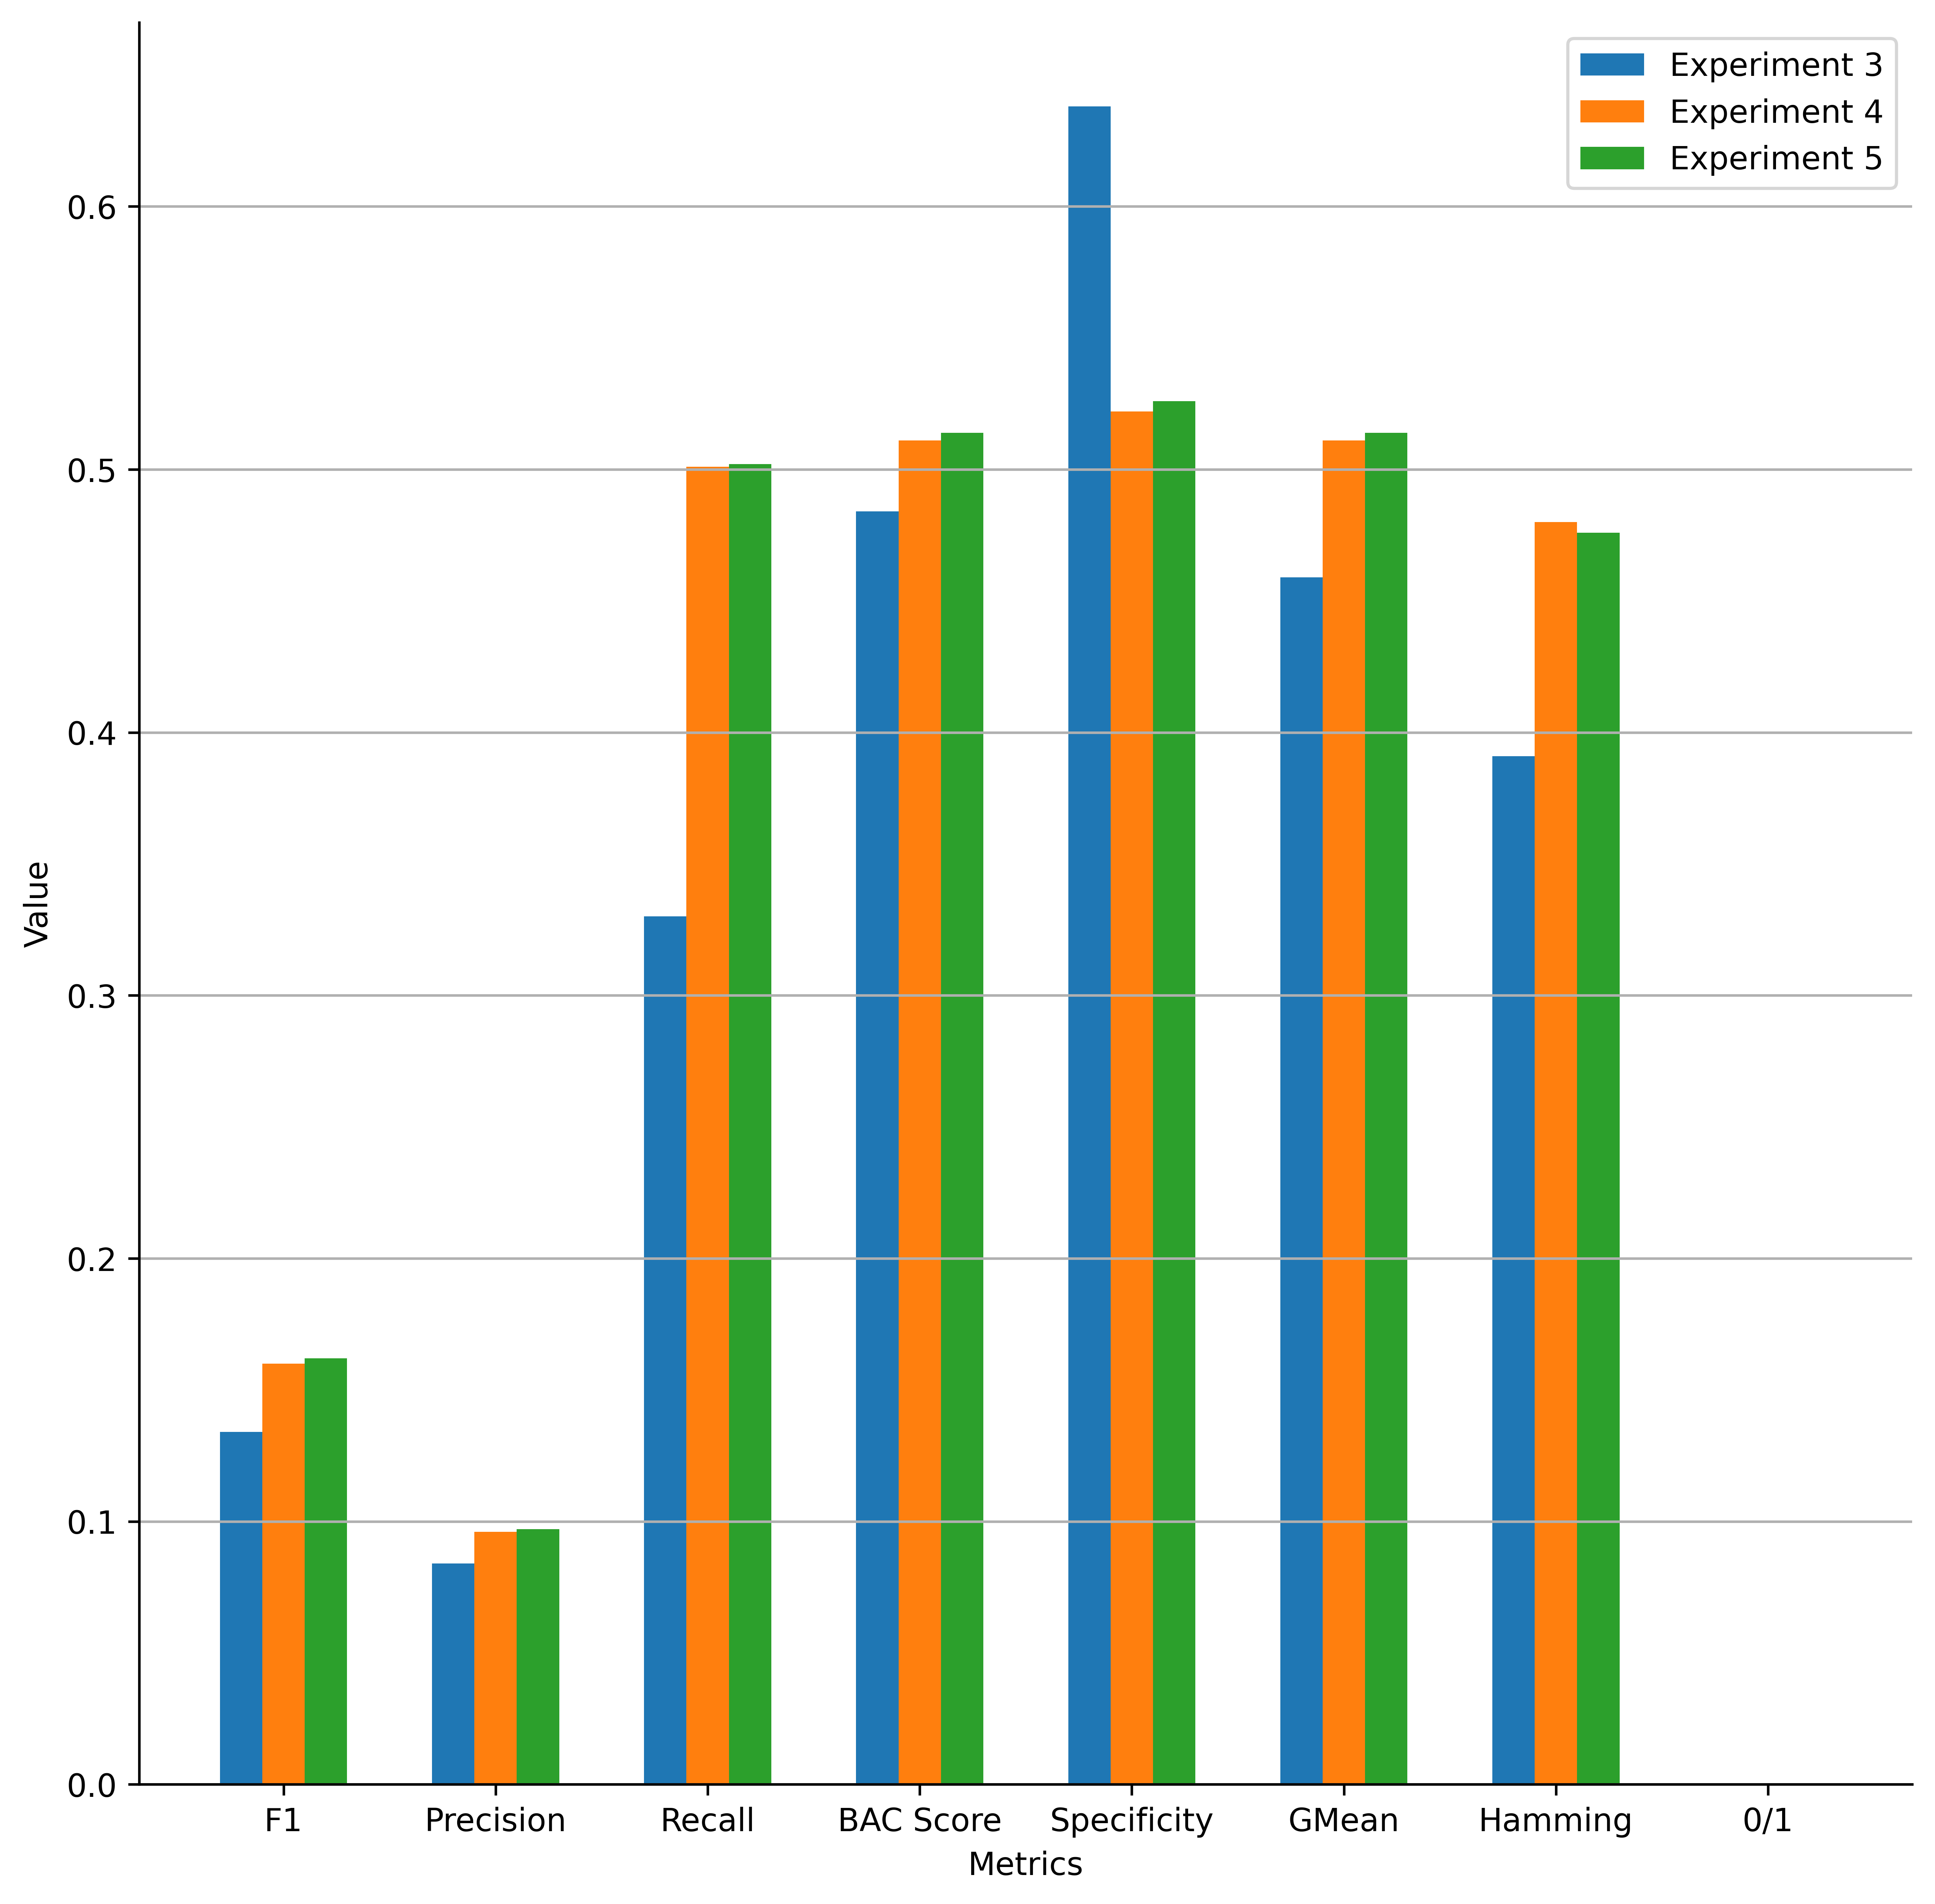 Experiment 3
Experiment 4
Experiment 5
0.6
0.5
0.4
0.3
0.2
0.1
0.0
Value
F1 Precision Recall BAC Score Specificity GMean Hamming 0/1
Metrics